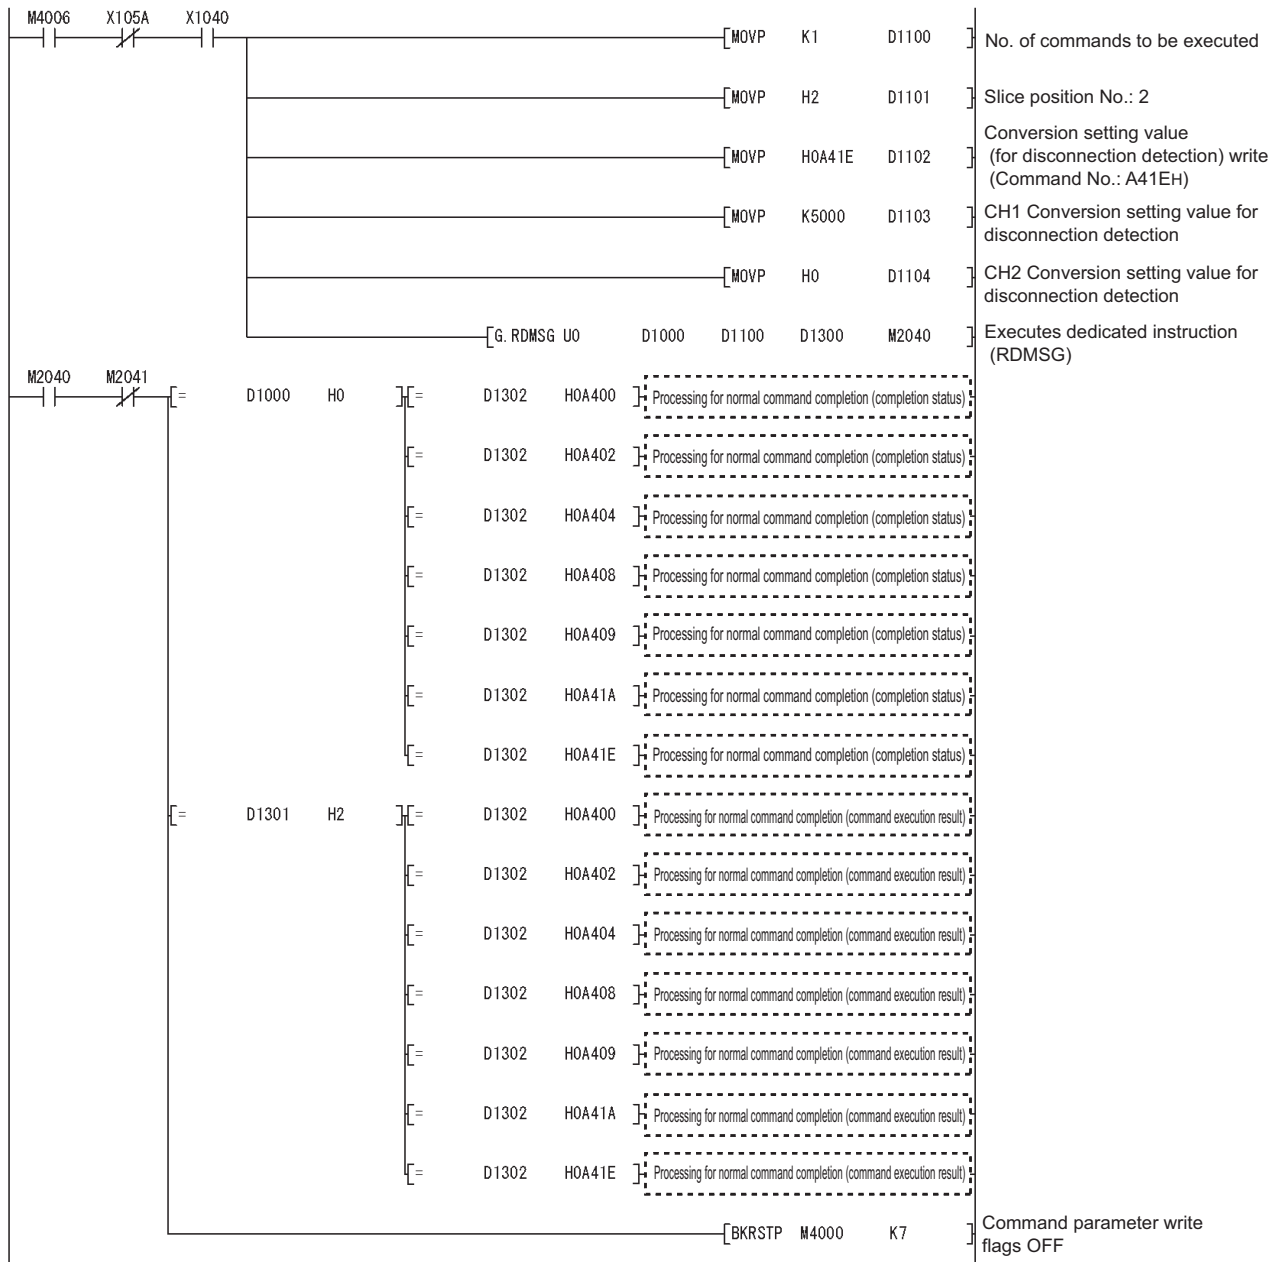 M4006 X105A X1040
MOVP K1 D1100 No. of commands to be executed
MOVP H2 D1101 Slice position No.: 2
MOVP H0A41E D1102 Conversion setting value
(for disconnection detection) write
(Command No.: A41EH)
MOVP K5000 D1103 CH1 Conversion setting value for
disconnection detection
MOVP H0 D1104 CH2 Conversion setting value for
disconnection detection
G.RDMSG U0 D1000 D1100 D1300 M2040 Executes dedicated instruction
(RDMSG)
M2040 M2041
= D1000 H0 = D1302 H0A400 Processing for normal command completion (completion status)
= D1302 H0A402 Processing for normal command completion (completion status)
= D1302 H0A404 Processing for normal command completion (completion status)
= D1302 H0A408 Processing for normal command completion (completion status)
= D1302 H0A409 Processing for normal command completion (completion status)
= D1302 H0A41A Processing for normal command completion (completion status)
= D1302 H0A41E Processing for normal command completion (completion status)
= D1301 H2 = D1302 H0A400 Processing for normal command completion (command execution result)
= D1302 H0A402 Processing for normal command completion (command execution result)
= D1302 H0A404 Processing for normal command completion (command execution result)
= D1302 H0A408 Processing for normal command completion (command execution result)
= D1302 H0A409 Processing for normal command completion (command execution result)
= D1302 H0A41A Processing for normal command completion (command execution result)
= D1302 H0A41E Processing for normal command completion (command execution result)
BKRSTP M4000 K7 Command parameter write
flags OFF